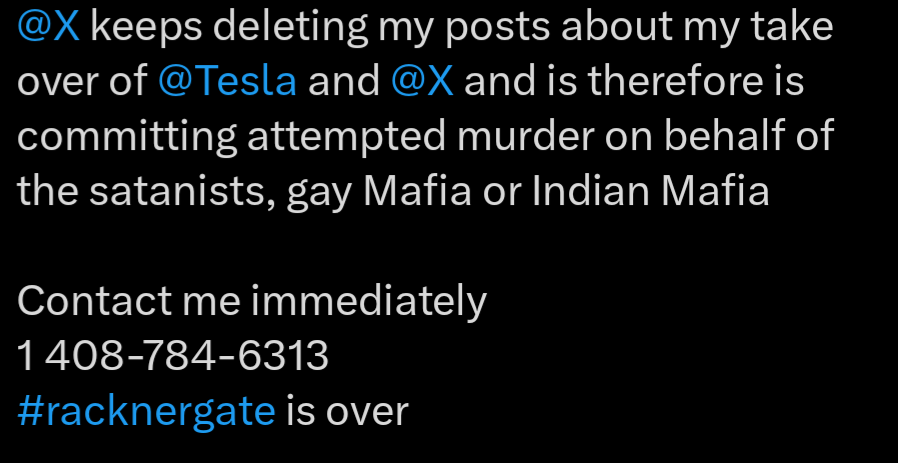 @X keeps deleting my posts about my take
over of @Tesla and @X and is therefore is
committing attempted murder on behalf of
the satanists, gay Mafia or Indian Mafia
Contact me immediately
1 408-784-6313
#racknergate is over